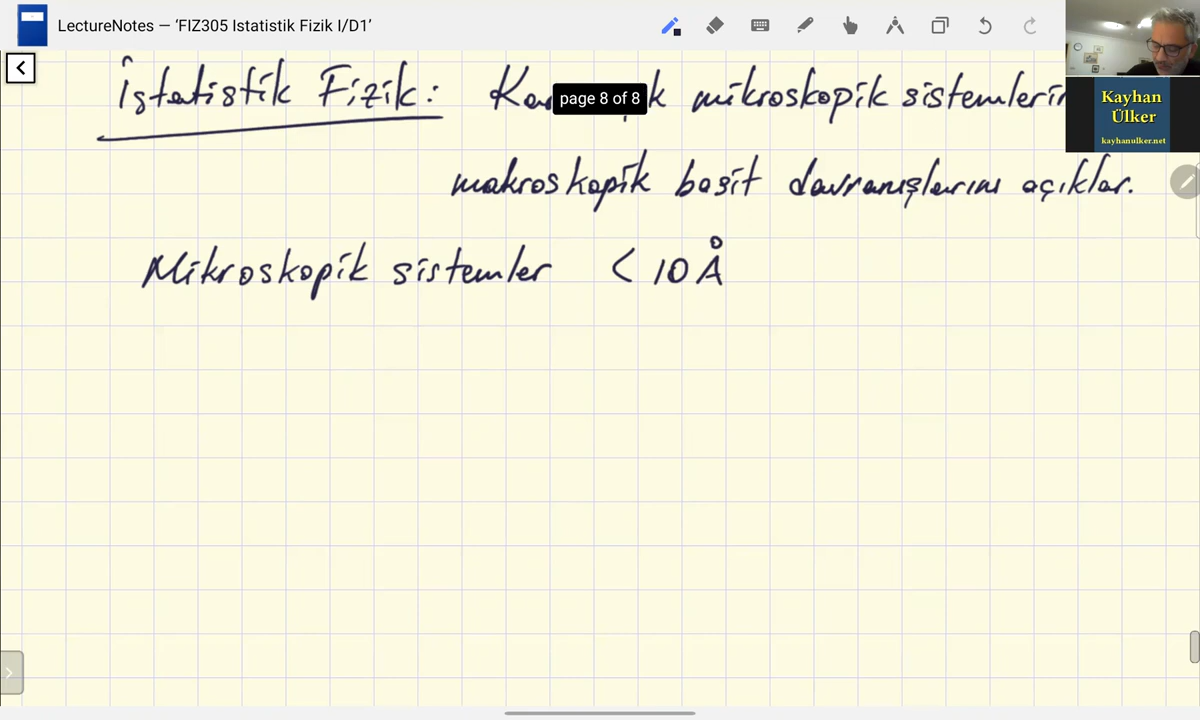 LectureNotes — ‘FIZ305 Istatistik Fizik I/D1’
İstatistik Fizik: k mikroskopik sistemlerin
page 8 of 8
Kayhan
Ülker
kayhanulker.net
makroskopik basit davranışlarını açıklar.
Mikroskopik sistemler < 10 Å